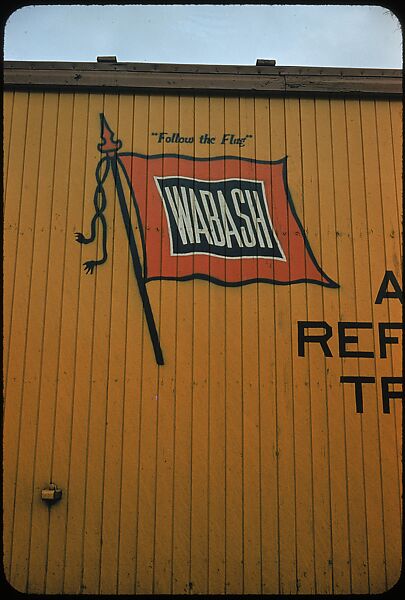 "Follow the Flag"
WABASH
A
REF
TR